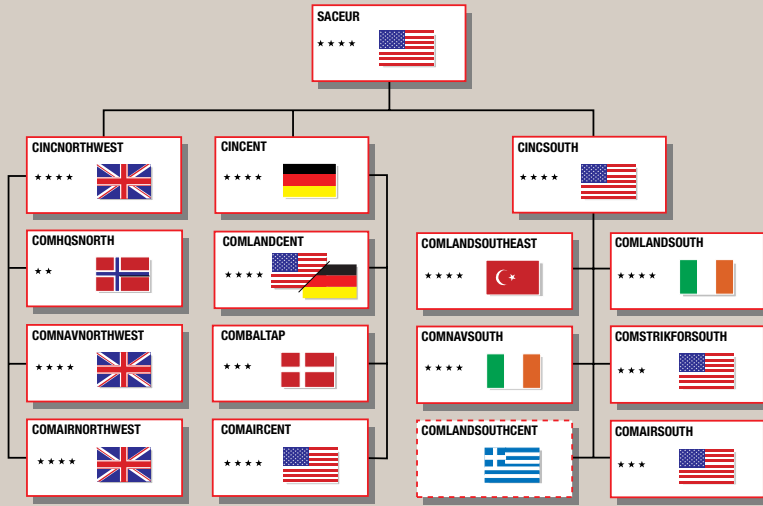 SACEUR
★ ★ ★ ★
CINCNORTHWEST
★ ★ ★ ★
CINCENT
★ ★ ★ ★
CINCSOUTH
★ ★ ★ ★
COMHQSNORTH
★ ★
COMLANDCENT
★ ★ ★ ★
COMLANDSOUTHEAST
★ ★ ★ ★
COMLANDSOUTH
★ ★ ★ ★
COMNAVNORTHWEST
★ ★ ★ ★
COMBALTAP
★ ★ ★
COMNAVSOUTH
★ ★ ★ ★
COMSTRIKFORSOUTH
★ ★ ★
COMAIRNORTHWEST
★ ★ ★ ★
COMAIRCENT
★ ★ ★ ★
COMLANDSOUTHCENT
COMAIRSOUTH
★ ★ ★